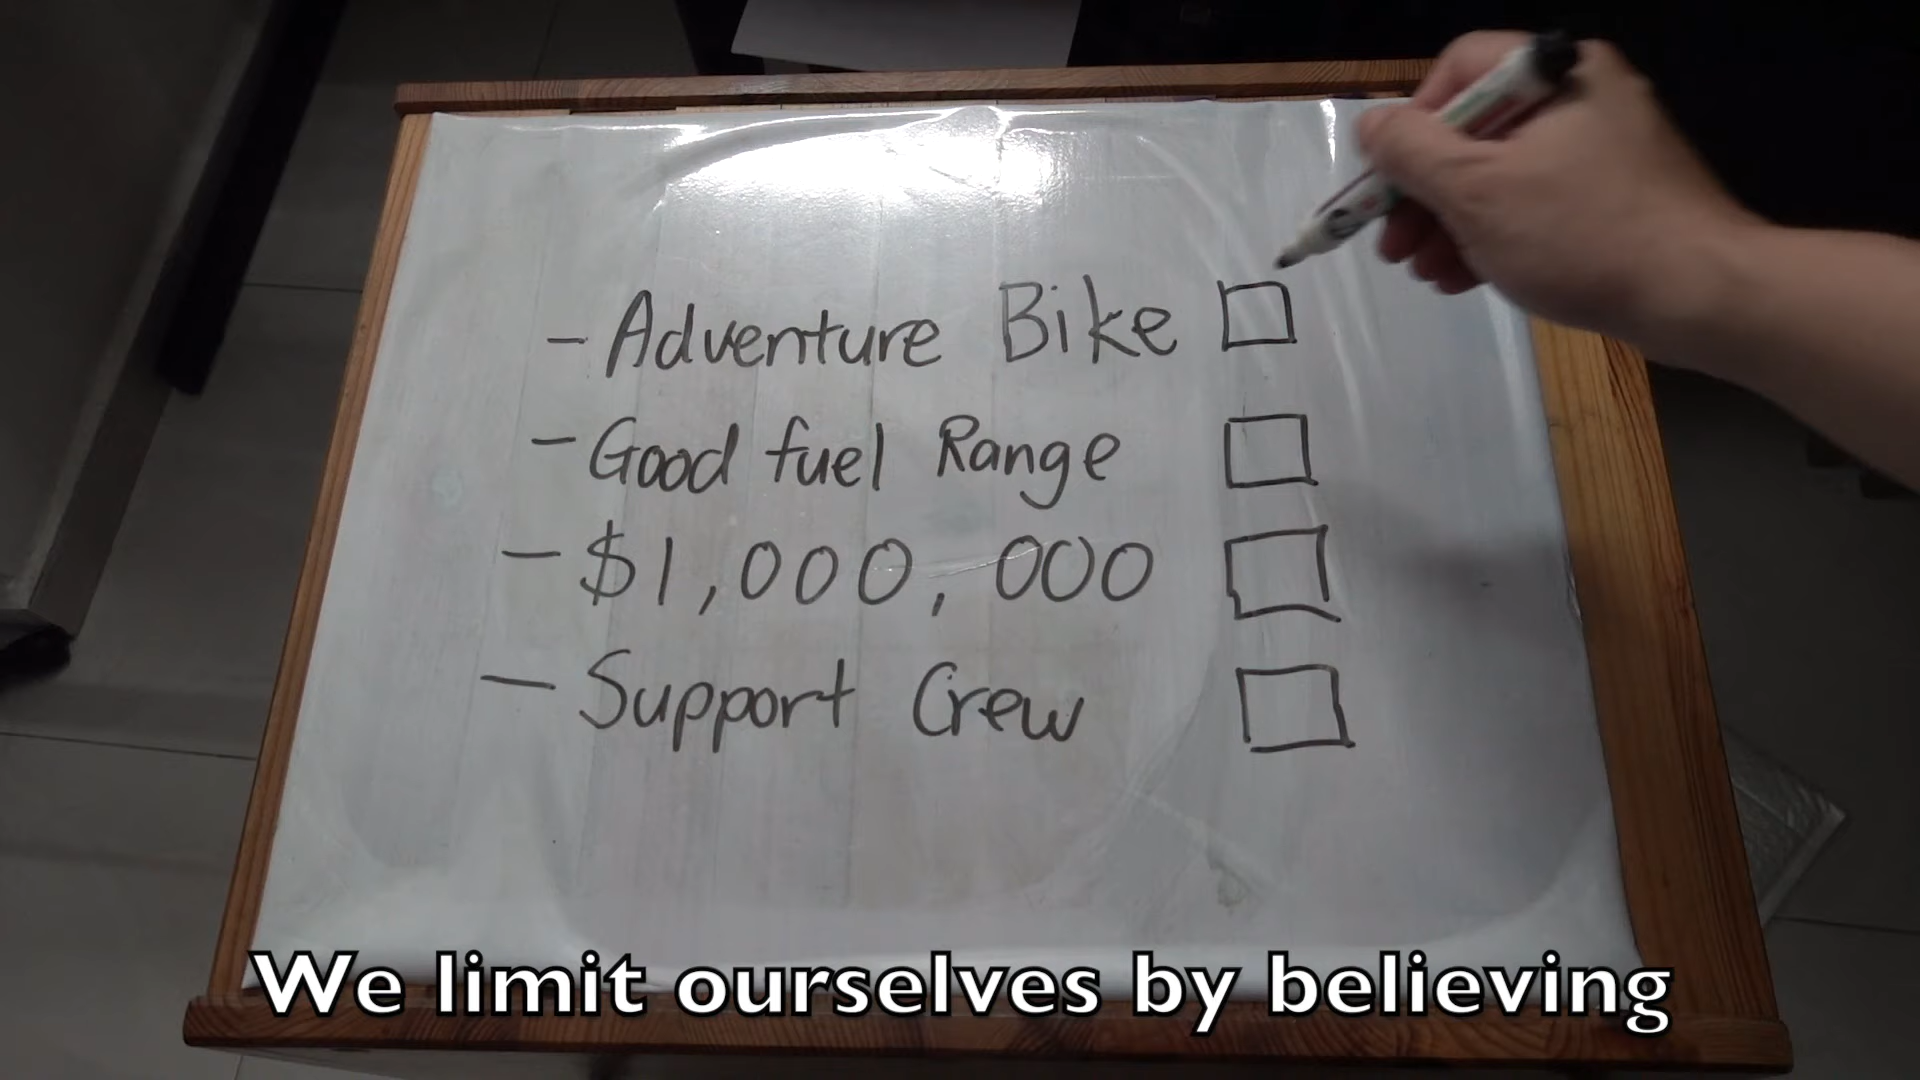 - Adventure Bike
- Good fuel Range
- $1,000,000
- Support Crew
We limit ourselves by believing